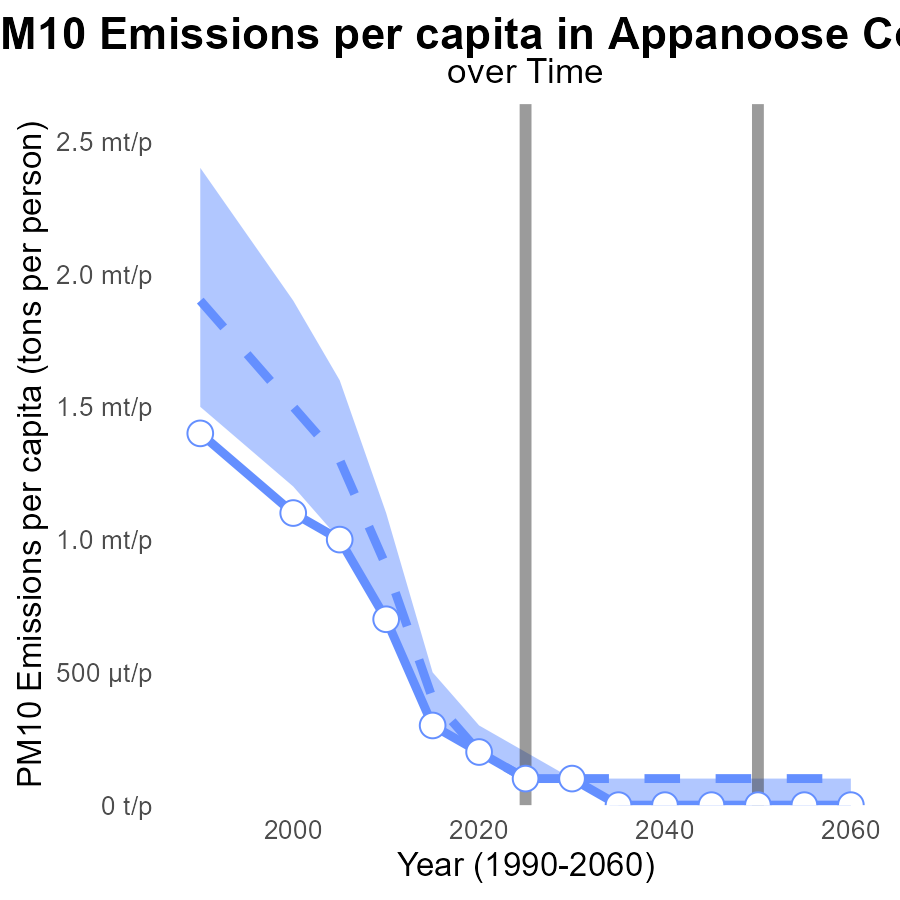 M10 Emissions per capita in Appanoose Co
over Time
PM10 Emissions per capita (tons per person)
2.5 mt/p
2.0 mt/p
1.5 mt/p
1.0 mt/p
500 µt/p
0 t/p
2000
2020
2040
2060
Year (1990-2060)